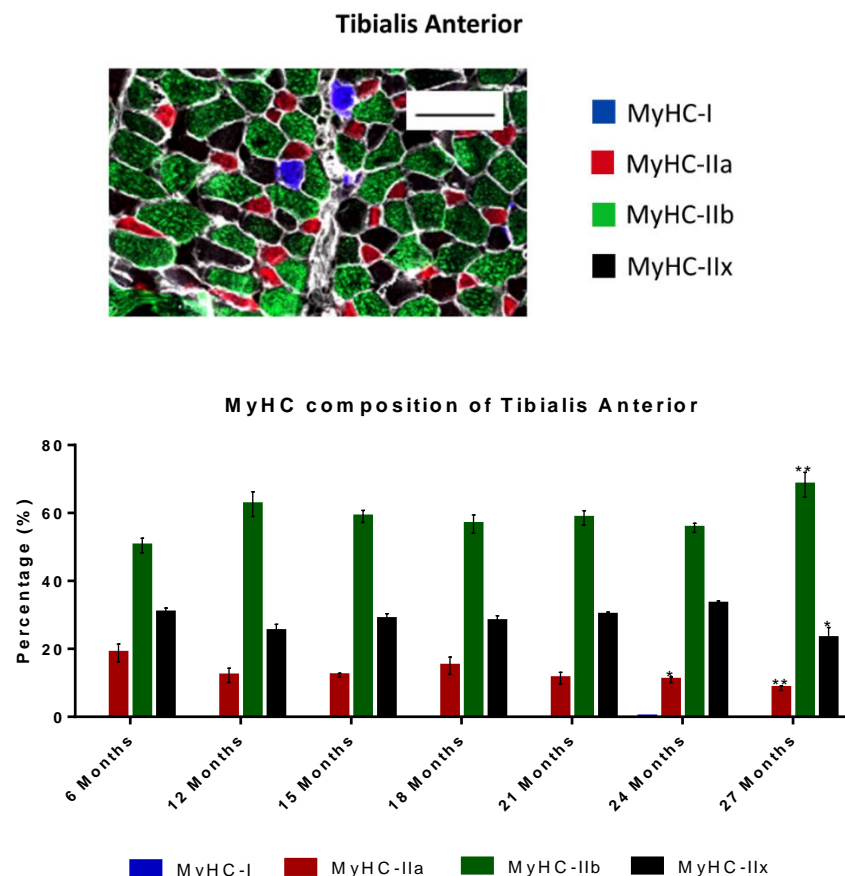 Tibialis Anterior
MyHC-I
MyHC-IIa
MyHC-IIb
MyHC-IIx
MyHC composition of Tibialis Anterior
Percentage (%)
80
60
40
20
0
**
*
*
**
6 Months
12 Months
15 Months
18 Months
21 Months
24 Months
27 Months
MyHC-I MyHC-IIa MyHC-IIb MyHC-IIx